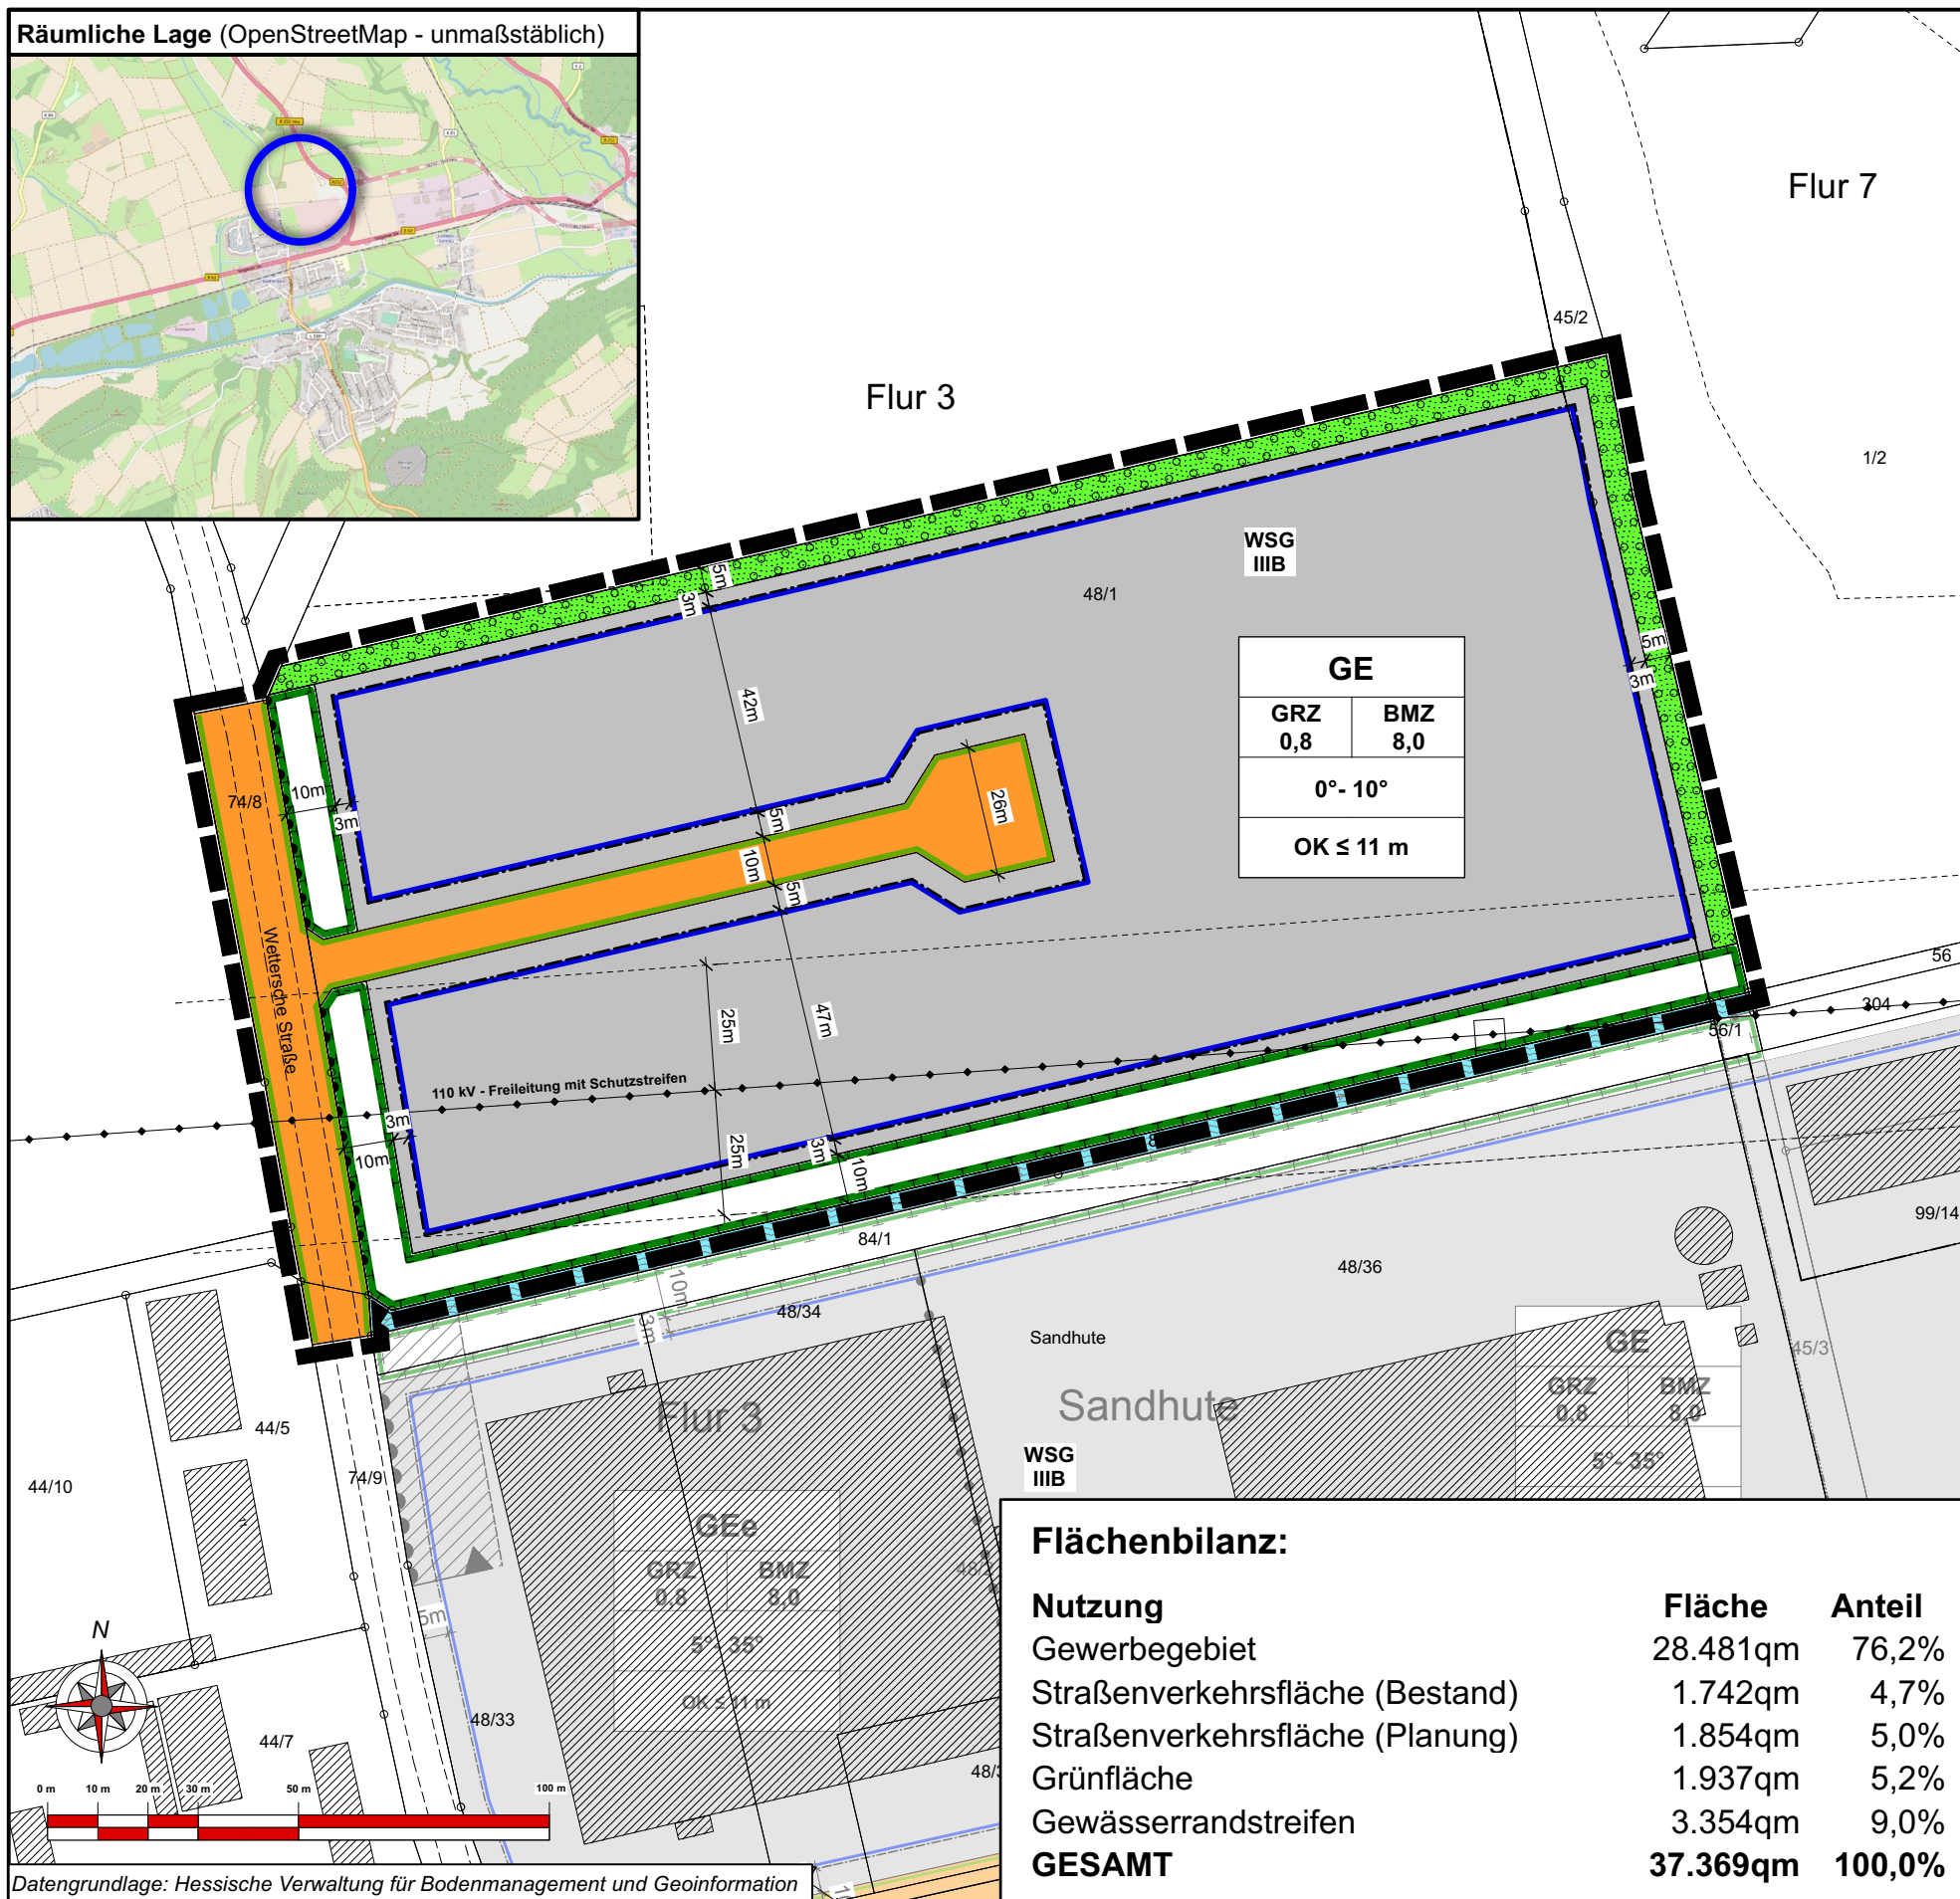 Räumliche Lage (OpenStreetMap - unmaßstäblich)
Flur 7
45/2
Flur 3
1/2
WSG
IIIB
48/1
5m
3m
5m
3m
GE
GRZ
0,8
BMZ
8,0
0°- 10°
OK ≤ 11 m
42m
10m
3m
74/8
5m
10m
5m
26m
Wettersche Straße
56
304
56/1
25m
47m
110 kV - Freileitung mit Schutzstreifen
3m
10m
25m
3m
10m
84/1
99/14
48/36
10m
3m
48/34
Sandhute
Sandhute
GE
GRZ
0,8
BMZ
8,0
5°- 35°
45/3
Flur 3
WSG
IIIB
44/5
74/9
44/10
GEe
GRZ
0,8
BMZ
8,0
5°- 35°
OK ≤ 11 m
5m
48/33
44/7
N
0 m 10 m 20 m 30 m 50 m 100 m
Datengrundlage: Hessische Verwaltung für Bodenmanagement und Geoinformation
Flächenbilanz:
Nutzung Fläche Anteil
Gewerbegebiet 28.481qm 76,2%
Straßenverkehrsfläche (Bestand) 1.742qm 4,7%
Straßenverkehrsfläche (Planung) 1.854qm 5,0%
Grünfläche 1.937qm 5,2%
Gewässerrandstreifen 3.354qm 9,0%
GESAMT 37.369qm 100,0%